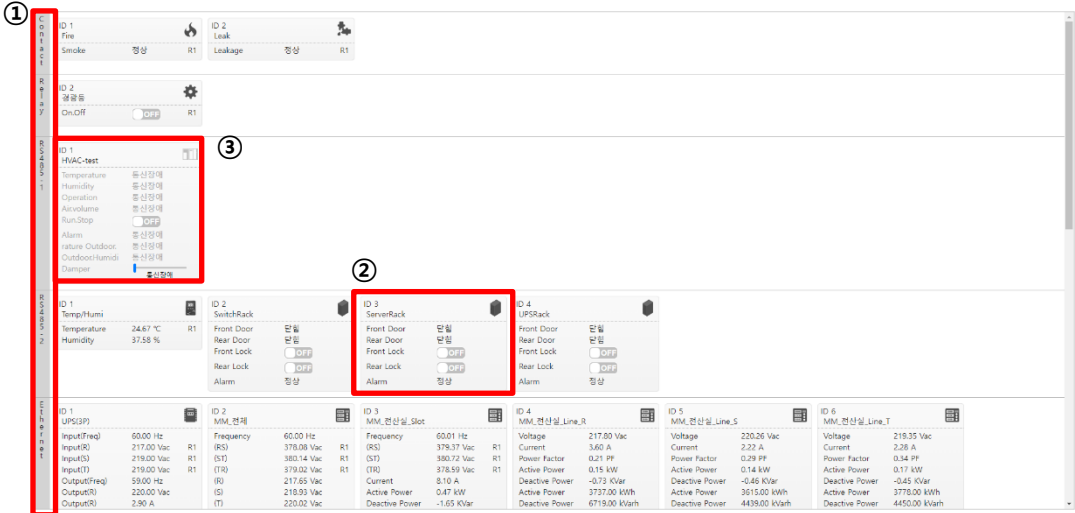 ①
Contact
ID 1
Fire
Smoke 정상 R1
ID 2
Leak
Leakage 정상 R1
Relay
ID 2
경광등
On.Off OFF R1
RS485-1
③
ID 1
HVAC-test
Temperature 통신장애
Humidity 통신장애
Operation 통신장애
Air.volume 통신장애
Run.Stop OFF
Alarm 통신장애
rature Outdoor. 통신장애
Outdoor.Humidi 통신장애
Damper 통신장애
②
RS485-2
ID 1
Temp/Humi
Temperature 24.67 ℃ R1
Humidity 37.58 %
ID 2
SwitchRack
Front Door 닫힘
Rear Door 닫힘
Front Lock OFF
Rear Lock OFF
Alarm 정상
ID 3
ServerRack
Front Door 닫힘
Rear Door 닫힘
Front Lock OFF
Rear Lock OFF
Alarm 정상
ID 4
UPSRack
Front Door 닫힘
Rear Door 닫힘
Front Lock OFF
Rear Lock OFF
Alarm 정상
Ethernet
ID 1
UPS(3P)
Input(Freq) 60.00 Hz
Input(R) 217.00 Vac R1
Input(S) 219.00 Vac R1
Input(T) 219.00 Vac R1
Output(Freq) 59.00 Hz
Output(R) 220.00 Vac
Output(R) 2.90 A
ID 2
MM_전체
Frequency 60.00 Hz
(RS) 378.08 Vac R1
(ST) 380.14 Vac R1
(TR) 379.02 Vac R1
(R) 217.65 Vac
(S) 218.93 Vac
(T) 220.02 Vac
ID 3
MM_전산실_Slot
Frequency 60.01 Hz
(RS) 379.37 Vac R1
(ST) 380.72 Vac R1
(TR) 378.59 Vac R1
Current 8.10 A
Active Power 0.47 kW
Deactive Power -1.65 KVar
ID 4
MM_전산실_Line_R
Voltage 217.80 Vac
Current 3.60 A
Power Factor 0.21 PF
Active Power 0.15 kW
Deactive Power -0.73 KVar
Active Power 3737.00 kWh
Deactive Power 6719.00 kVarh
ID 5
MM_전산실_Line_S
Voltage 220.26 Vac
Current 2.22 A
Power Factor 0.29 PF
Active Power 0.14 kW
Deactive Power -0.46 KVar
Active Power 3615.00 kWh
Deactive Power 4439.00 kVarh
ID 6
MM_전산실_Line_T
Voltage 219.35 Vac
Current 2.28 A
Power Factor 0.34 PF
Active Power 0.17 kW
Deactive Power -0.45 KVar
Active Power 3778.00 kWh
Deactive Power 4450.00 kVarh